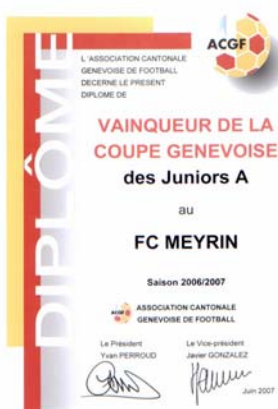 ACGF
L'ASSOCIATION CANTONALE
GENEVOISE DE FOOTBALL
DECERNE LE PRESENT
DIPLOME DE
DIPLÔME
VAINQUEUR DE LA
COUPE GENEVOISE
des Juniors A
au
FC MEYRIN
Saison 2006/2007
ACGF
ASSOCIATION CANTONALE
GENEVOISE DE FOOTBALL
Le Président Le Vice-président
Yvan PERROUD Javier GONZALEZ
Juin 2007